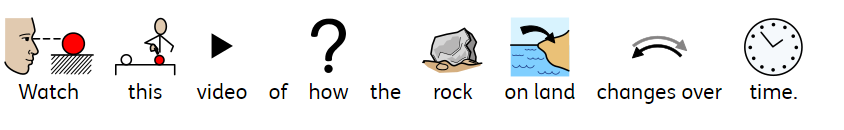 Watch this video of how the rock on land changes over time.